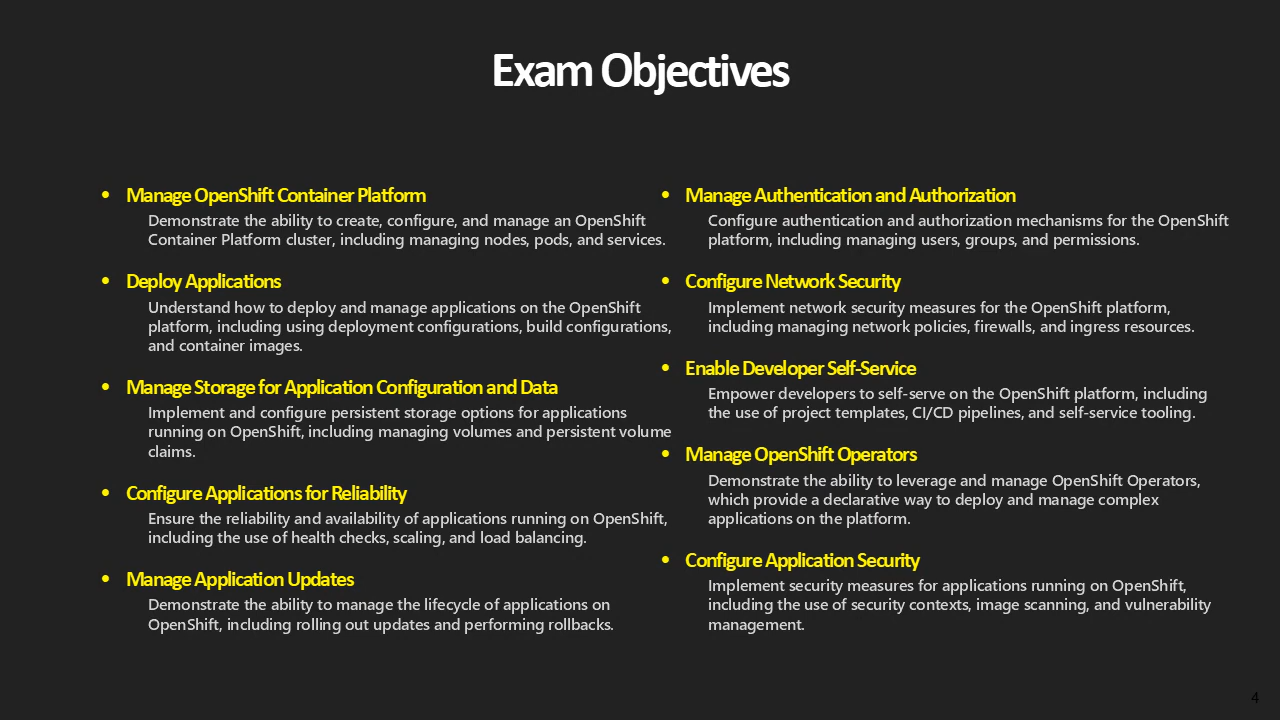 Exam Objectives
• Manage OpenShift Container Platform
Demonstrate the ability to create, configure, and manage an OpenShift
Container Platform cluster, including managing nodes, pods, and services.
• Deploy Applications
Understand how to deploy and manage applications on the OpenShift
platform, including using deployment configurations, build configurations,
and container images.
• Manage Storage for Application Configuration and Data
Implement and configure persistent storage options for applications
running on OpenShift, including managing volumes and persistent volume
claims.
• Configure Applications for Reliability
Ensure the reliability and availability of applications running on OpenShift,
including the use of health checks, scaling, and load balancing.
• Manage Application Updates
Demonstrate the ability to manage the lifecycle of applications on
OpenShift, including rolling out updates and performing rollbacks.
• Manage Authentication and Authorization
Configure authentication and authorization mechanisms for the OpenShift
platform, including managing users, groups, and permissions.
• Configure Network Security
Implement network security measures for the OpenShift platform,
including managing network policies, firewalls, and ingress resources.
• Enable Developer Self-Service
Empower developers to self-serve on the OpenShift platform, including
the use of project templates, CI/CD pipelines, and self-service tooling.
• Manage OpenShift Operators
Demonstrate the ability to leverage and manage OpenShift Operators,
which provide a declarative way to deploy and manage complex
applications on the platform.
• Configure Application Security
Implement security measures for applications running on OpenShift,
including the use of security contexts, image scanning, and vulnerability
management.
4